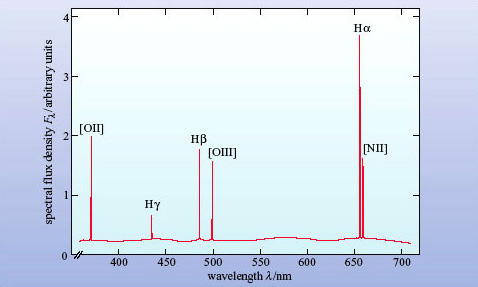 4
Hα
3
spectral flux density Fλ/arbitrary units
[OII]
2
Hβ
[OIII]
[NII]
1
Hγ
0
400 450 500 550 600 650 700
wavelength λ/nm